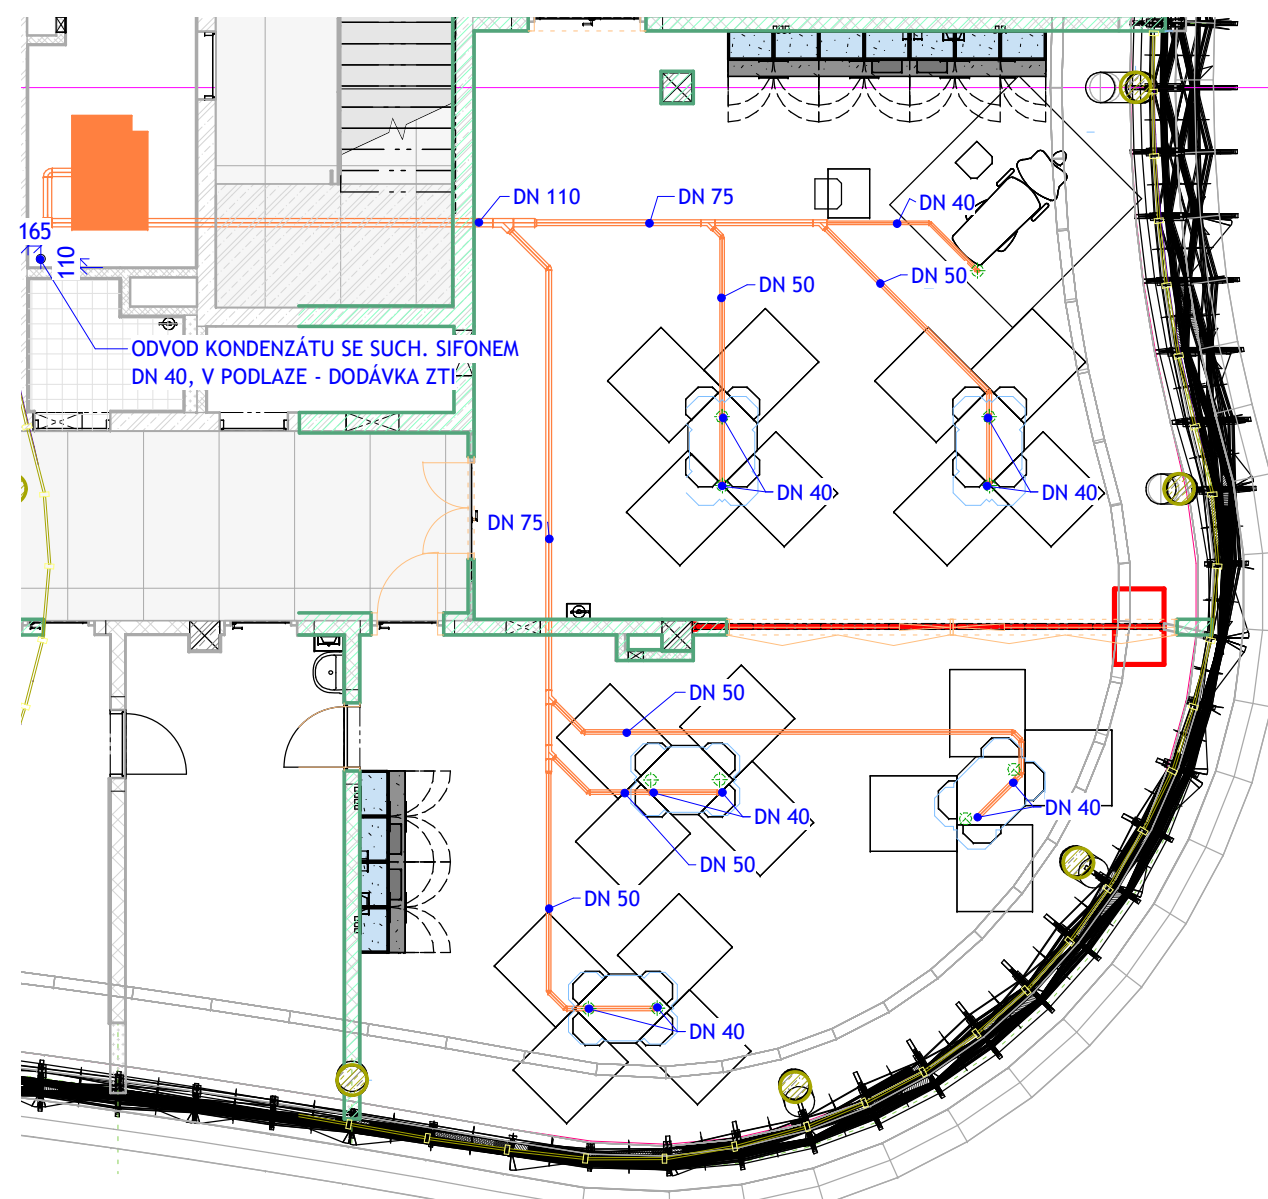 DN 110
DN 75
DN 40
165
110
DN 50
DN 50
ODVOD KONDENZÁTU SE SUCH. SIFONEM
DN 40, V PODLAZE - DODÁVKA ZTI
DN 40
DN 40
DN 75
DN 50
DN 40
DN 40
DN 50
DN 50
DN 40